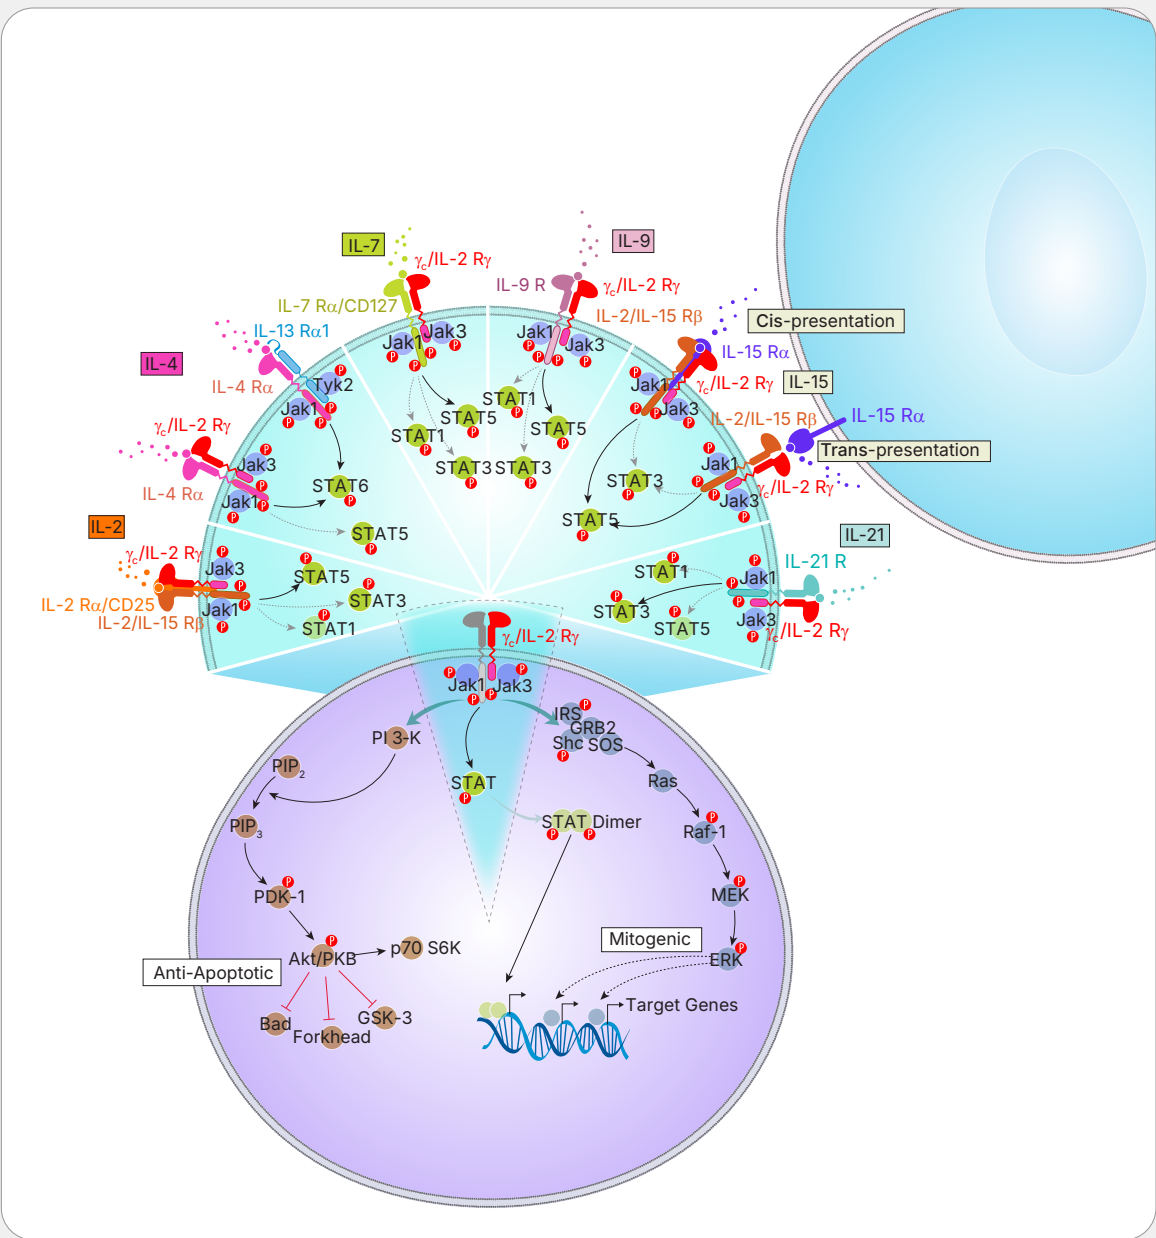 IL-7
γc/IL-2 Rγ
IL-7 Rα/CD127
Jak1
Jak3
P
P
P
P
STAT5
P
STAT1
P
STAT3
P
IL-9
IL-9 R
γc/IL-2 Rγ
Jak1
Jak3
P
P
P
P
STAT1
P
STAT5
P
STAT3
P
IL-4
IL-13 Rα1
IL-4 Rα
Tyk2
P
Jak1
P
P
P
γc/IL-2 Rγ
IL-4 Rα
Jak3
P
P
Jak1
P
P
STAT6
P
STAT5
P
Cis-presentation
IL-2/IL-15 Rβ
IL-15 Rα
γc/IL-2 Rγ
P
Jak1
Jak3
P
P
P
IL-15
IL-2/IL-15 Rβ
IL-15 Rα
Trans-presentation
γc/IL-2 Rγ
P
Jak1
P
P
Jak3
P
STAT3
P
STAT5
P
IL-2
γc/IL-2 Rγ
IL-2 Rα/CD25
IL-2/IL-15 Rβ
P
Jak3
P
Jak1
P
P
P
STAT5
P
STAT3
P
STAT1
IL-21
IL-21 R
γc/IL-2 Rγ
P
Jak1
P
Jak3
P
P
STAT1
P
STAT3
P
STAT5
γc/IL-2 Rγ
P
Jak1
Jak3
P
P
P
PI 3-K
IRS
P
GRB2
Shc
SOS
P
PIP2
STAT
P
Ras
PIP3
STAT Dimer
P
P
P
Raf-1
P
PDK-1
P
MEK
P
Akt/PKB
p70 S6K
Mitogenic
P
ERK
Anti-Apoptotic
Bad
Forkhead
GSK-3
Target Genes